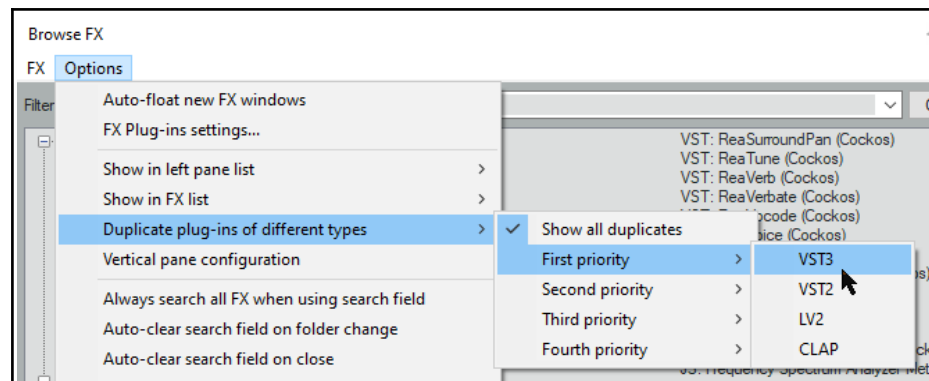 Browse FX
FX Options
Filter
Auto-float new FX windows
FX Plug-ins settings...
Show in left pane list
Show in FX list
Duplicate plug-ins of different types
Vertical pane configuration
Always search all FX when using search field
Auto-clear search field on folder change
Auto-clear search field on close
VST: ReaSurroundPan (Cockos)
VST: ReaTune (Cockos)
VST: ReaVerb (Cockos)
VST: ReaVerbate (Cockos)
(Cockos)
(Cockos)
Show all duplicates
First priority
Second priority
Third priority
Fourth priority
VST3
VST2
LV2
CLAP
JS: Frequency Spectrum Analyzer